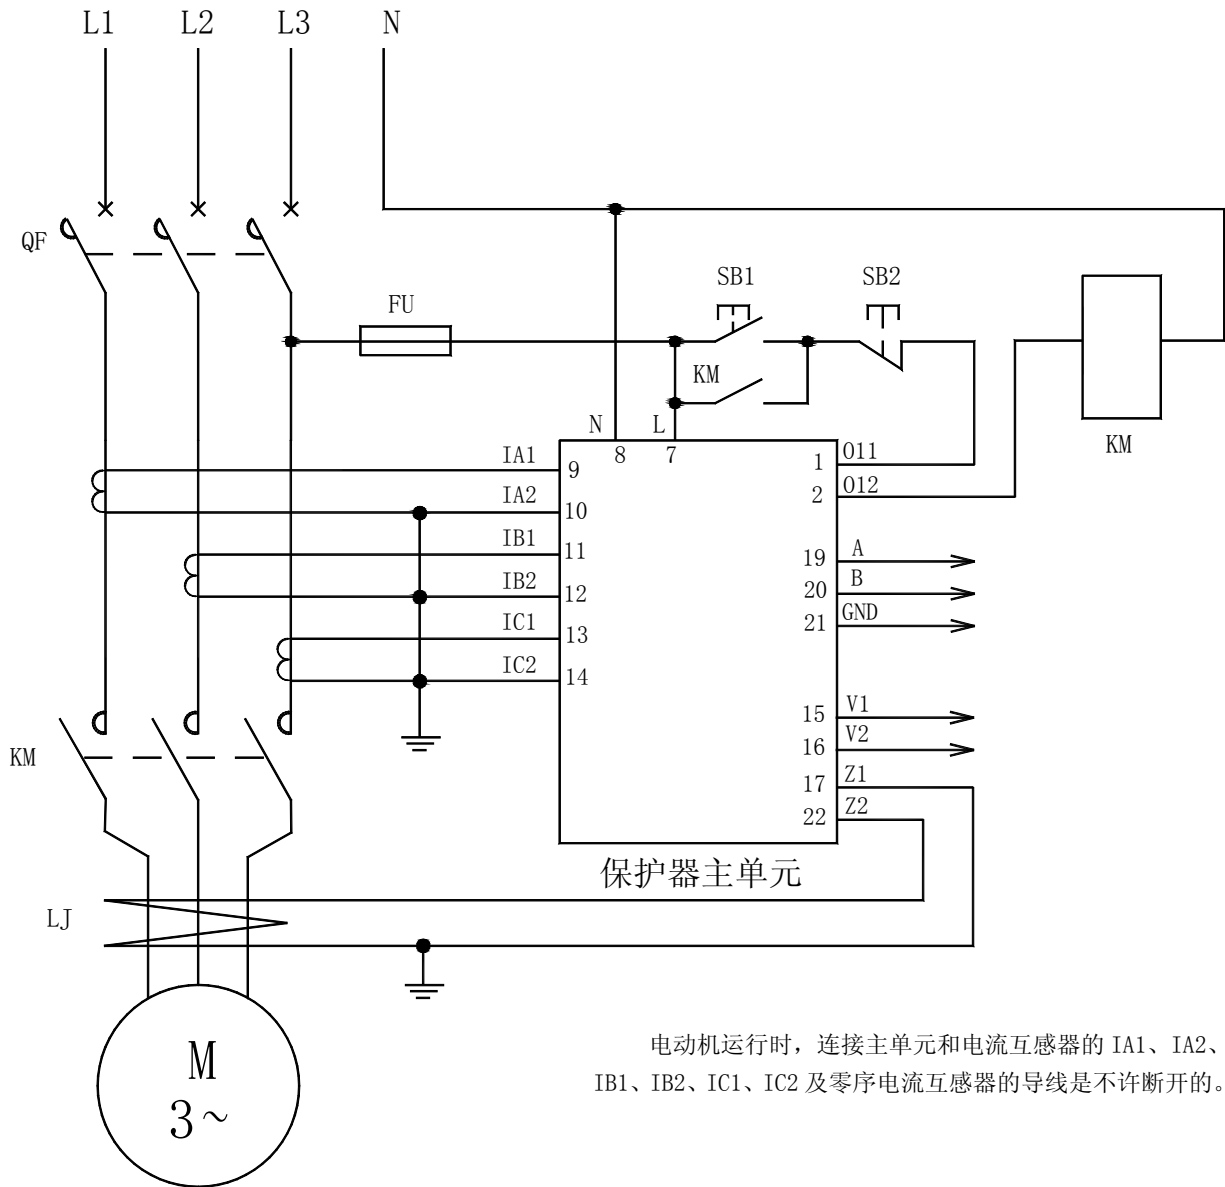 L1 L2 L3 N
QF
FU
SB1 SB2
KM
KM
N L
8 7
IA1 9
IA2 10
IB1 11
IB2 12
IC1 13
IC2 14
1 011
2 012
19 A
20 B
21 GND
15 V1
16 V2
17 Z1
22 Z2
KM
保护器主单元
LJ
M
3~
电动机运行时，连接主单元和电流互感器的 IA1、IA2、
IB1、IB2、IC1、IC2 及零序电流互感器的导线是不许断开的。